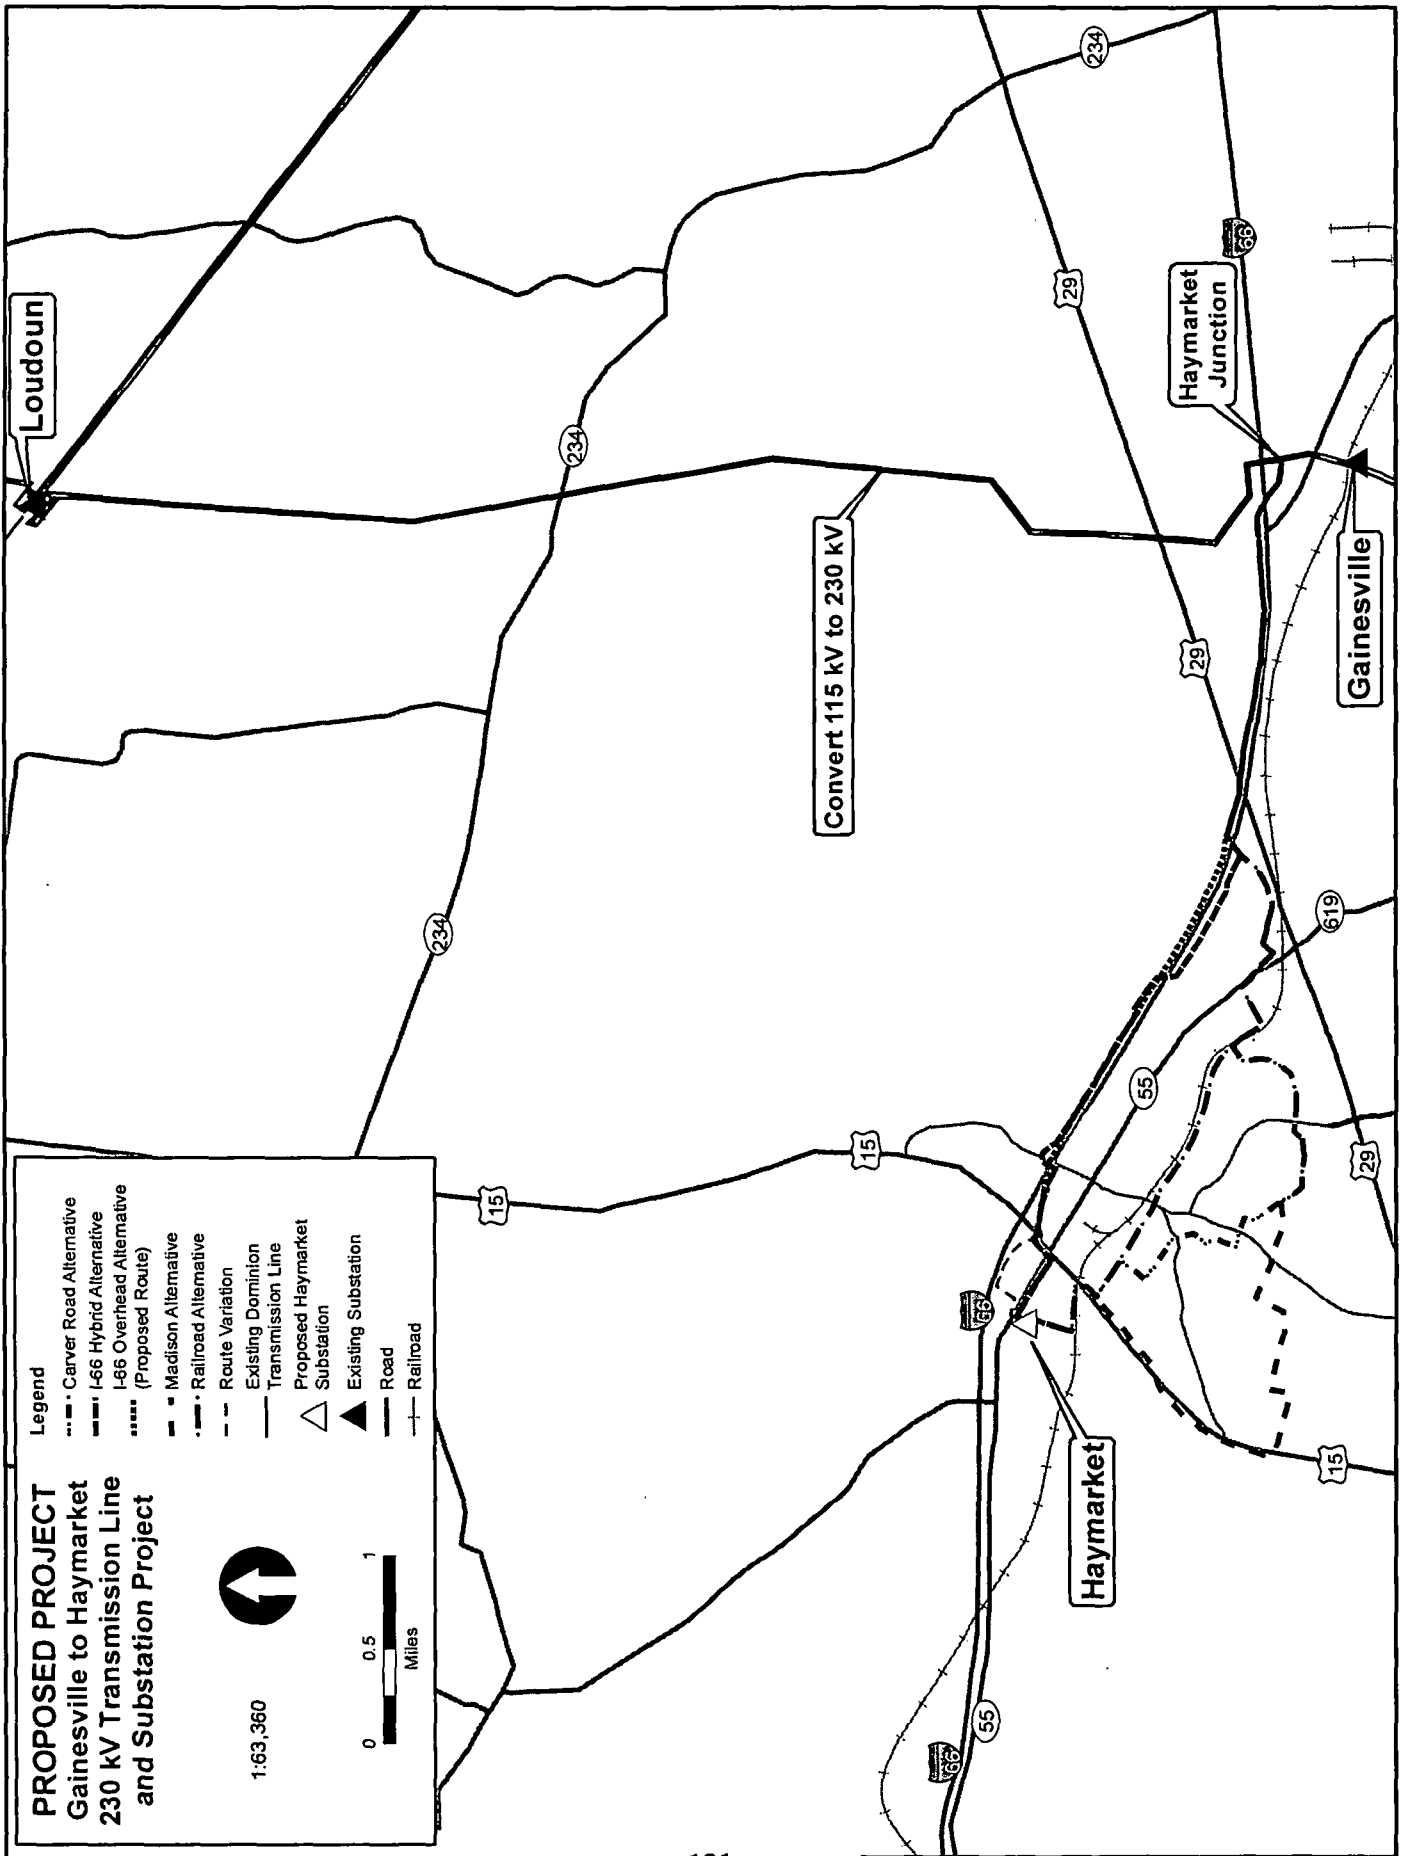 PROPOSED PROJECT
Gainesville to Haymarket
230 kV Transmission Line
and Substation Project
1:63,360
0 0.5 1
Miles
Legend
Carver Road Alternative
I-66 Hybrid Alternative
I-66 Overhead Alternative
(Proposed Route)
Madison Alternative
Railroad Alternative
Route Variation
Existing Dominion
Transmission Line
Proposed Haymarket
Substation
Existing Substation
Road
Railroad
Loudoun
234
234
234
Convert 115 kV to 230 kV
29
29
29
66
66
66
Haymarket
Junction
Gainesville
619
55
55
15
15
15
Haymarket